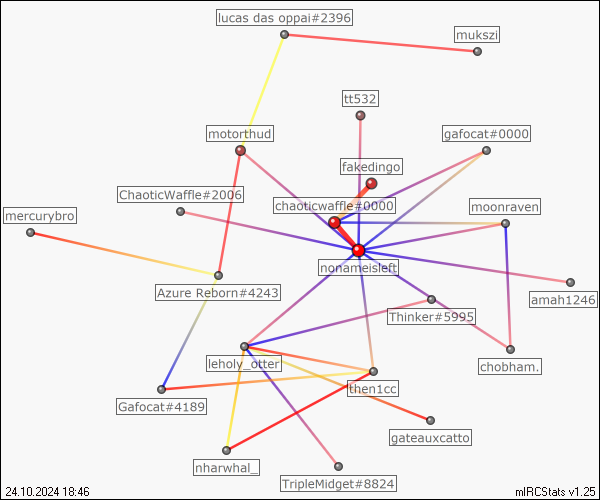 lucas das oppai#2396
mukszi
tt532
motorthud
gafocat#0000
fakedingo
ChaoticWaffle#2006
chaoticwaffle#0000
moonraven
mercurybro
nonameisleft
Azure Reborn#4243
amah1246
Thinker#5995
leholy_otter
chobham.
then1cc
Gafocat#4189
gateauxcatto
nharwhal_
TripleMidget#8824
24.10.2024 18:46
mIRCStats v1.25